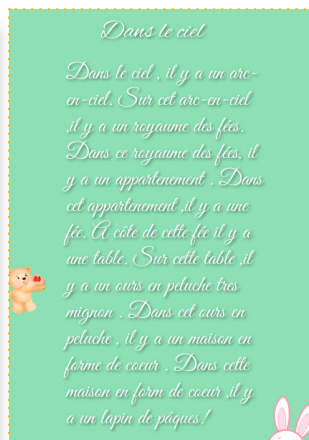 Dans le ciel
Dans le ciel , il y a un arc-
en-ciel. Sur cet arc-en-ciel
,il y a un royaume des fées.
Dans ce royaume des fées, il
y a un appartement . Dans
cet appartement ,il y a une
fée. A côte de cette fée il y a
une table. Sur cette table ,il
y a un ours en peluche tres
mignon . Dans cet ours en
peluche , il y a un maison en
forme de coeur . Dans cette
maison en form de coeur ,il y
a un lapin de pâques!